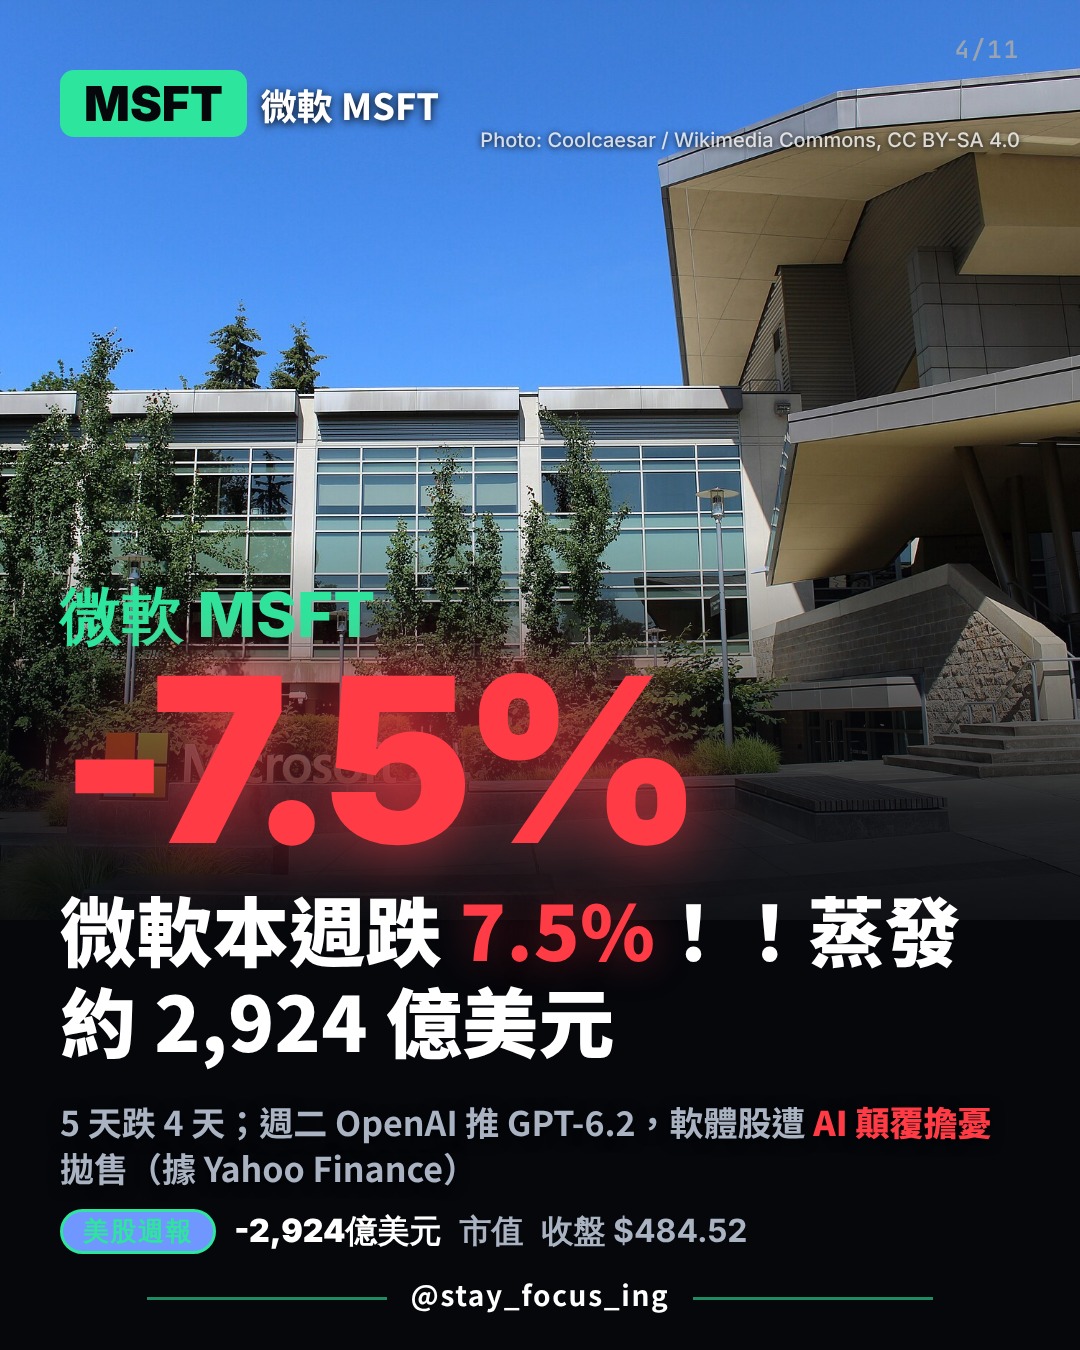 4/11
MSFT 微軟 MSFT
Photo: Coolcaesar / Wikimedia Commons, CC BY-SA 4.0
微軟 MSFT
Microsoft
-7.5%
微軟本週跌 7.5%！！蒸發
約 2,924 億美元
5 天跌 4 天；週二 OpenAI 推 GPT-6.2，軟體股遭 AI 顛覆擔憂
拋售（據 Yahoo Finance）
美股週報 -2,924億美元 市值 收盤 $484.52
@stay_focus_ing